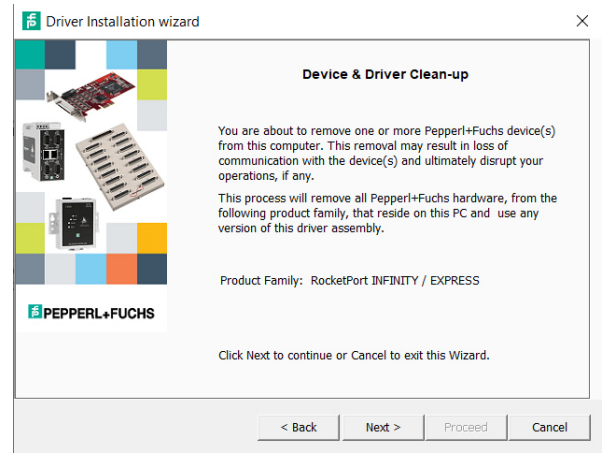 Driver Installation wizard
Device & Driver Clean-up
You are about to remove one or more Pepperl+Fuchs device(s)
from this computer. This removal may result in loss of
communication with the device(s) and ultimately disrupt your
operations, if any.
This process will remove all Pepperl+Fuchs hardware, from the
following product family, that reside on this PC and use any
version of this driver assembly.
Product Family: RocketPort INFINITY / EXPRESS
PEPPERL+FUCHS
Click Next to continue or Cancel to exit this Wizard.
< Back
Next >
Proceed
Cancel